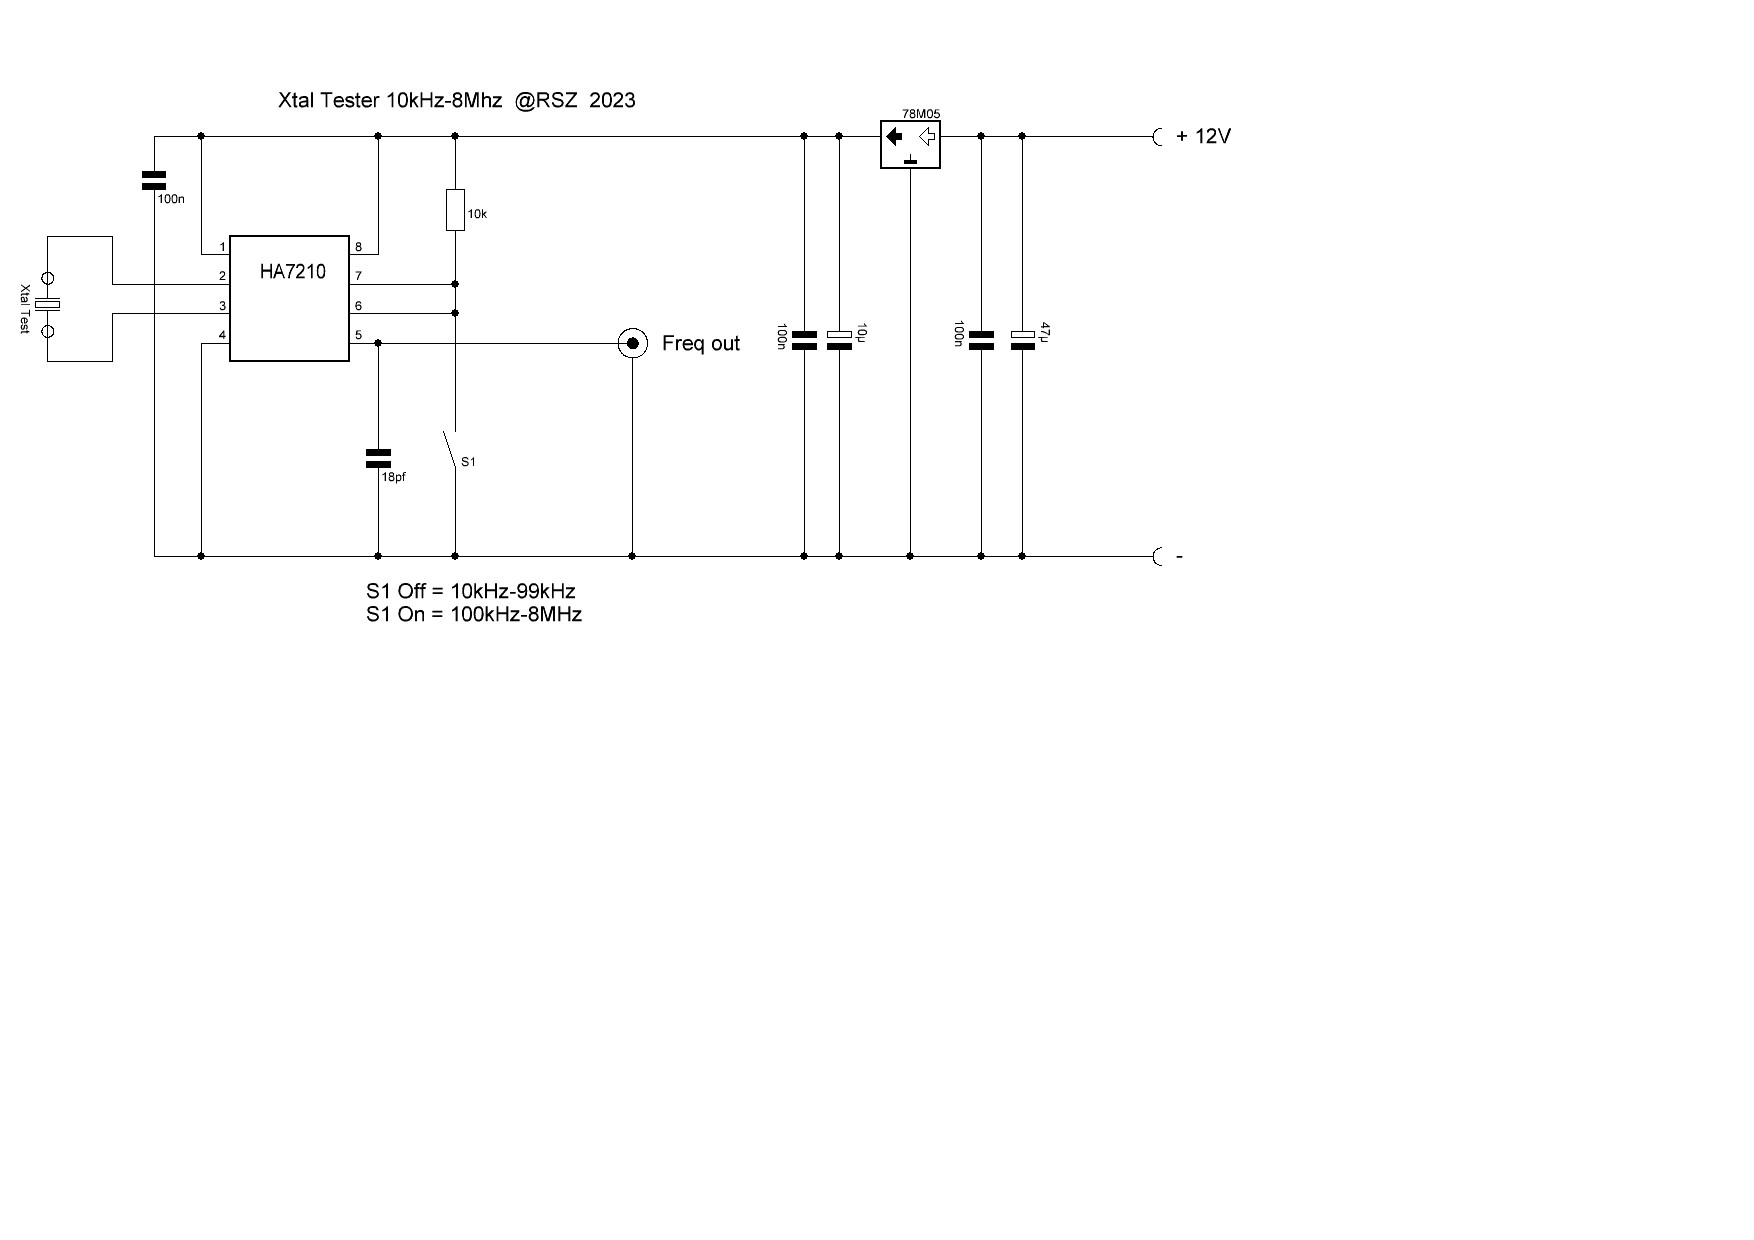 Xtal Tester 10kHz-8Mhz @RSZ 2023
78M05
+ 12V
100n
10k
1
8
HA7210
2
7
3
6
4
5
Xtal Test
Freq out
100n
10µ
100n
47µ
18pf
S1
-
S1 Off = 10kHz-99kHz
S1 On = 100kHz-8MHz